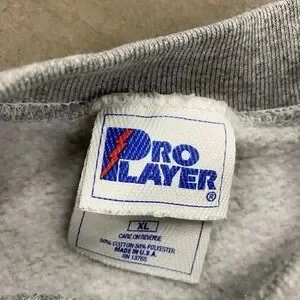 PRO
PLAYER®
XL
CARE ON REVERSE
50% COTTON 50% POLYESTER
MADE IN U.S.A.
RN 13765